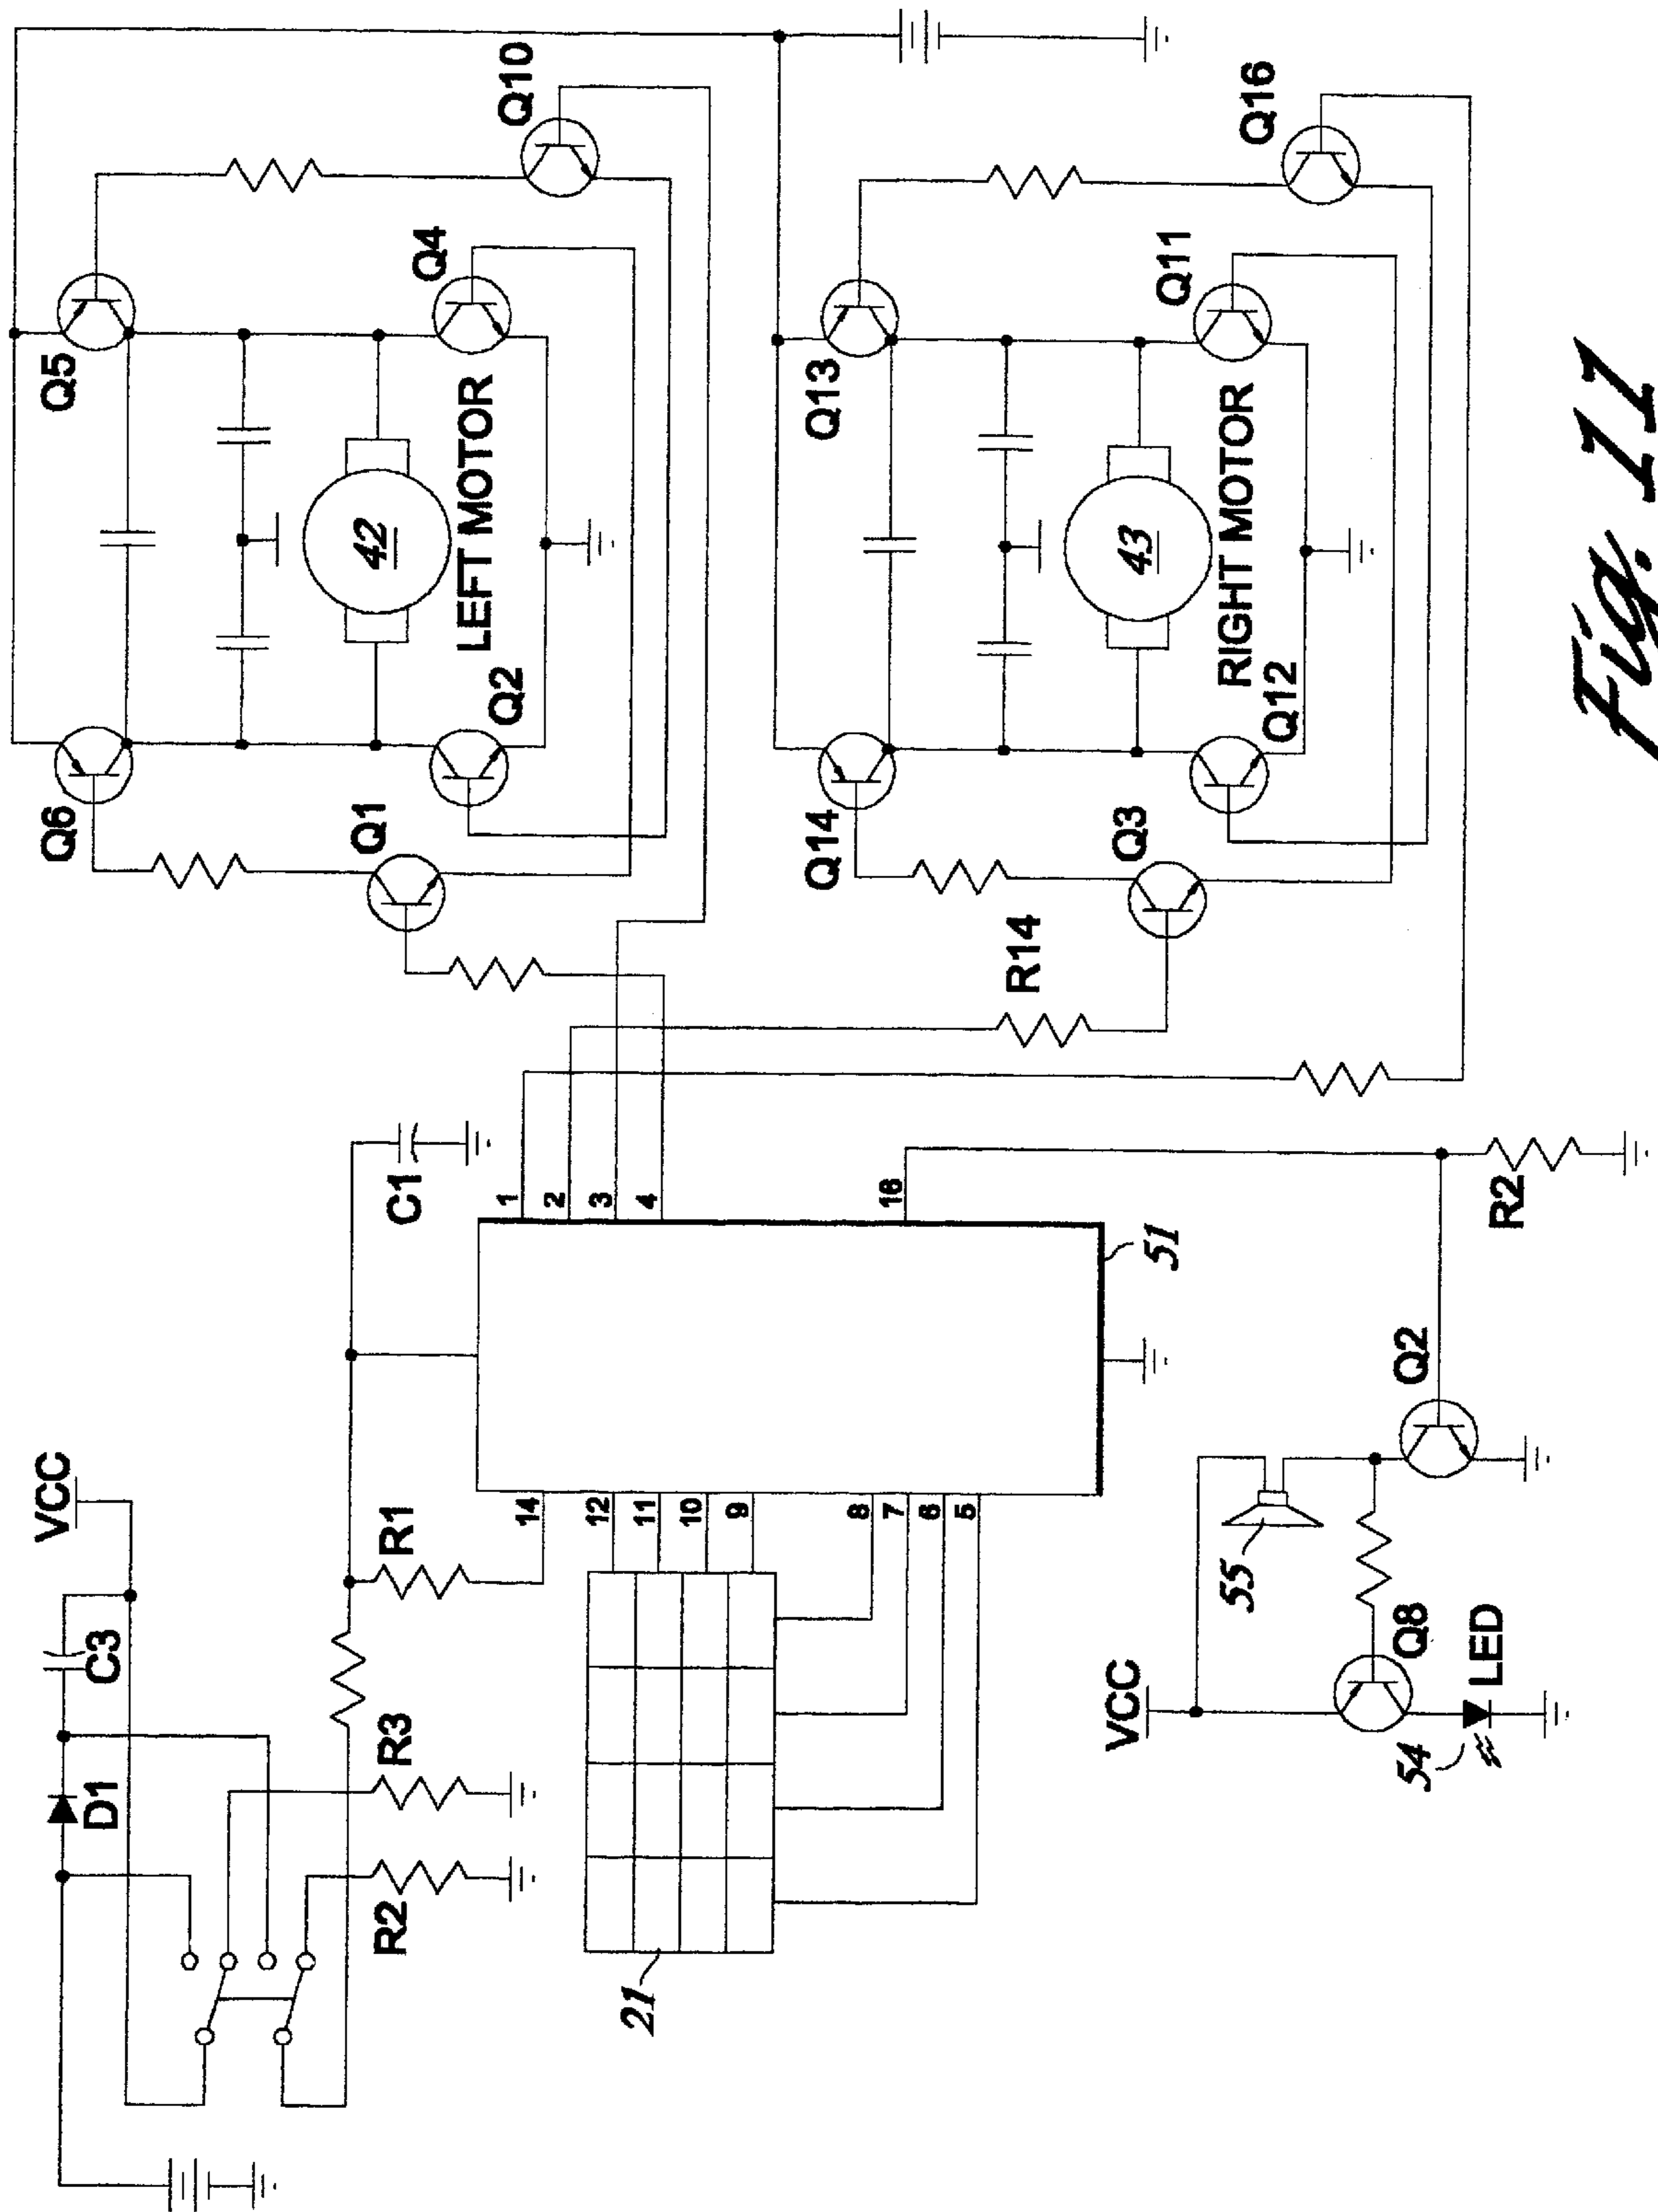 VCC
C3
D1
R3
R2
R1
C1
14
12
11
10
9
8
7
6
5
1
2
3
4
16
51
21
VCC
55
Q8
LED
54
Q2
R2
Q6
Q5
Q1
42
LEFT MOTOR
Q2
Q4
Q10
Q14
Q13
R14
Q3
43
RIGHT MOTOR
Q12
Q11
Q16
Fig. 11